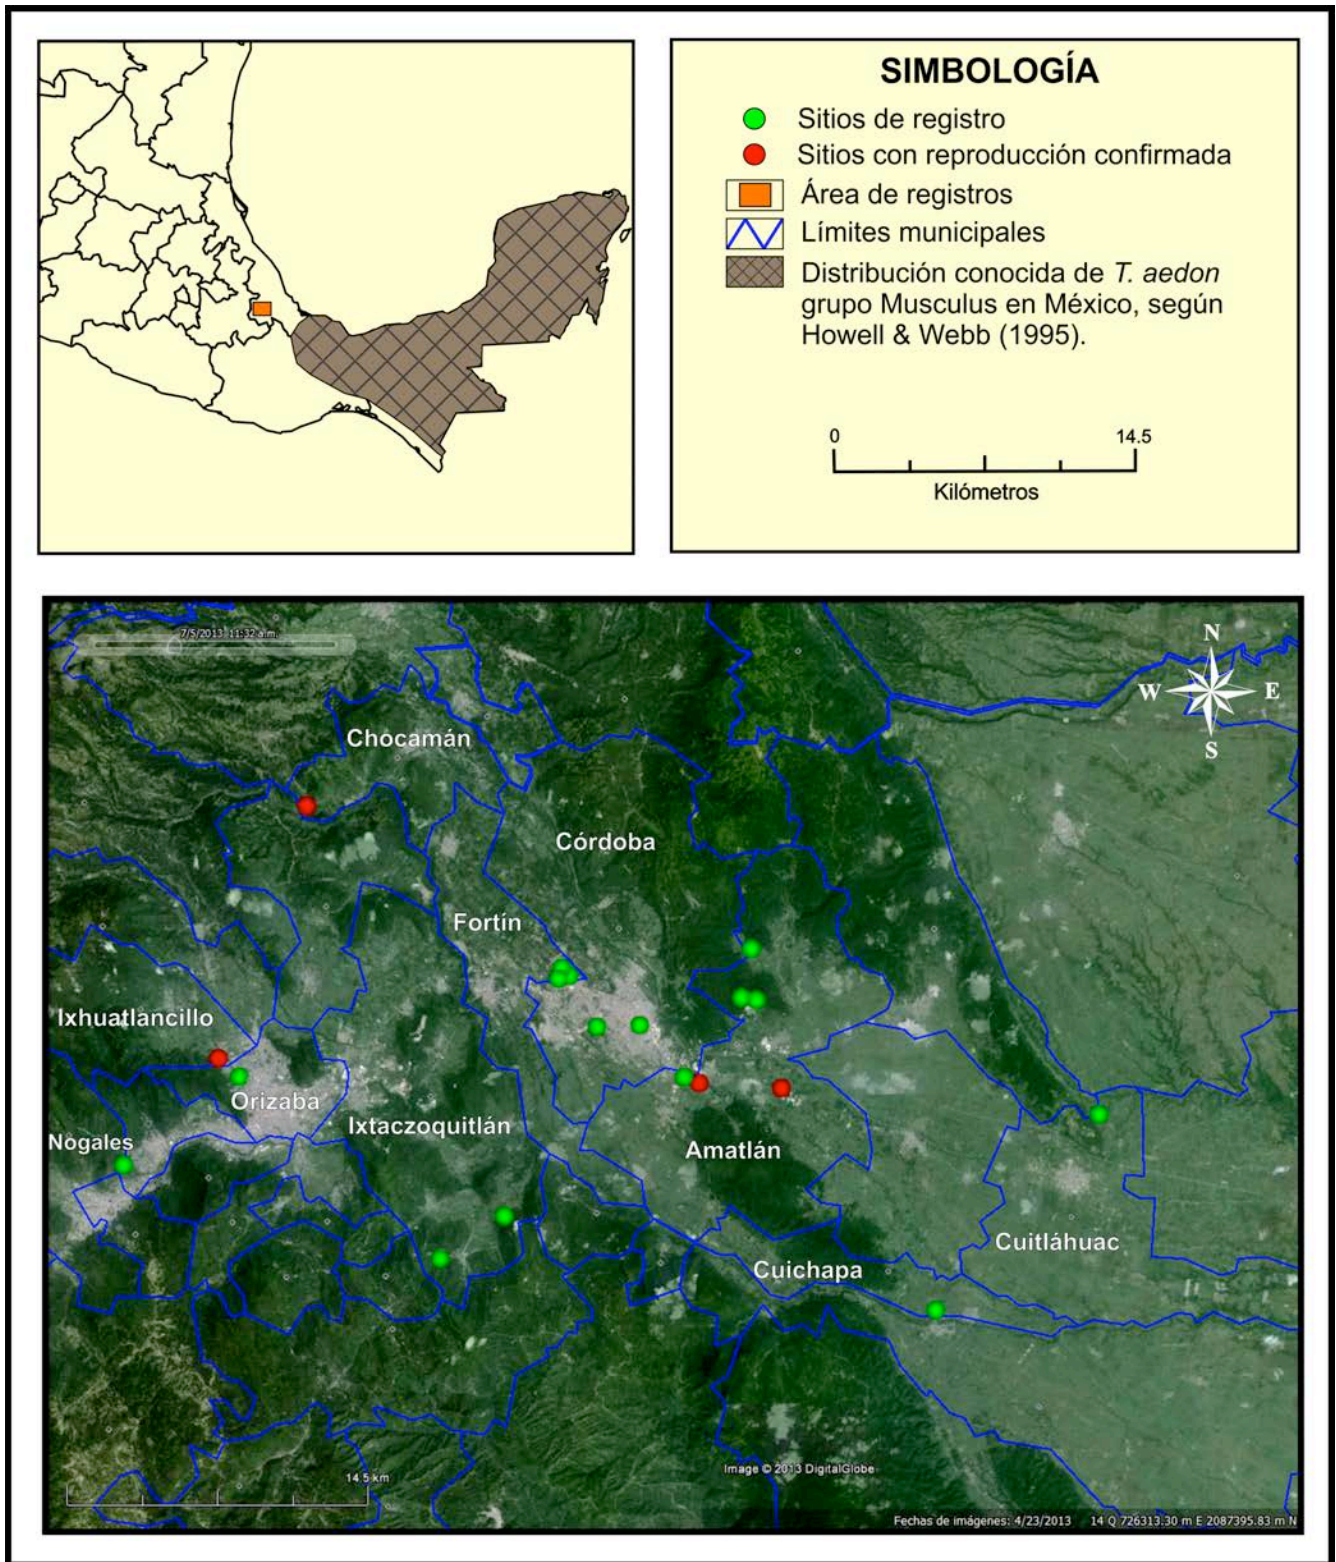 SIMBOLOGÍA
Sitios de registro
Sitios con reproducción confirmada
Área de registros
Límites municipales
Distribución conocida de T. aedon
grupo Musculus en México, según
Howell & Webb (1995).
0 14.5
Kilómetros
7/5/2013 11:32 a.m.
N
W E
S
Chocamán
Córdoba
Fortín
Ixhuatlancillo
Orizaba
Ixtaczoquitlán
Nogales
Amatlán
Cuitláhuac
Cuichapa
Image © 2013 DigitalGlobe
14.5 km
Fechas de imágenes: 4/23/2013 14 Q 726313.30 m E 2087395.83 m N